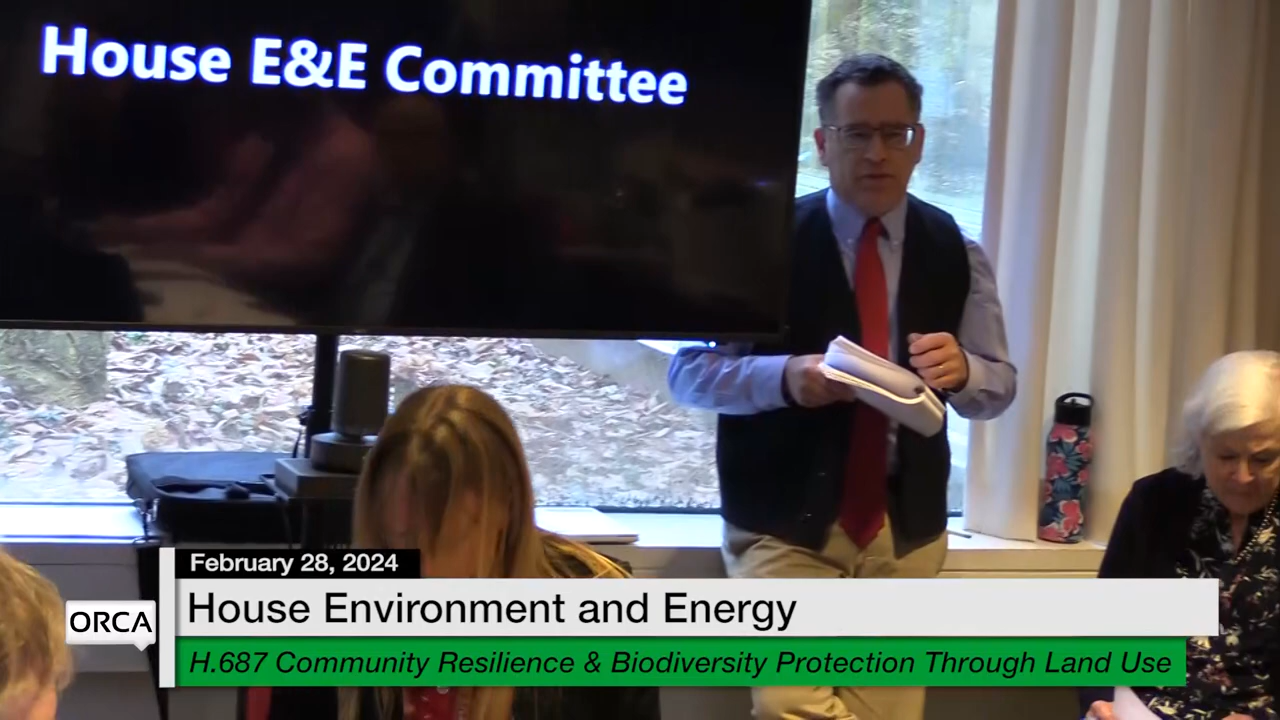 House E&E Committee
February 28, 2024
House Environment and Energy
ORCA
H.687 Community Resilience & Biodiversity Protection Through Land Use